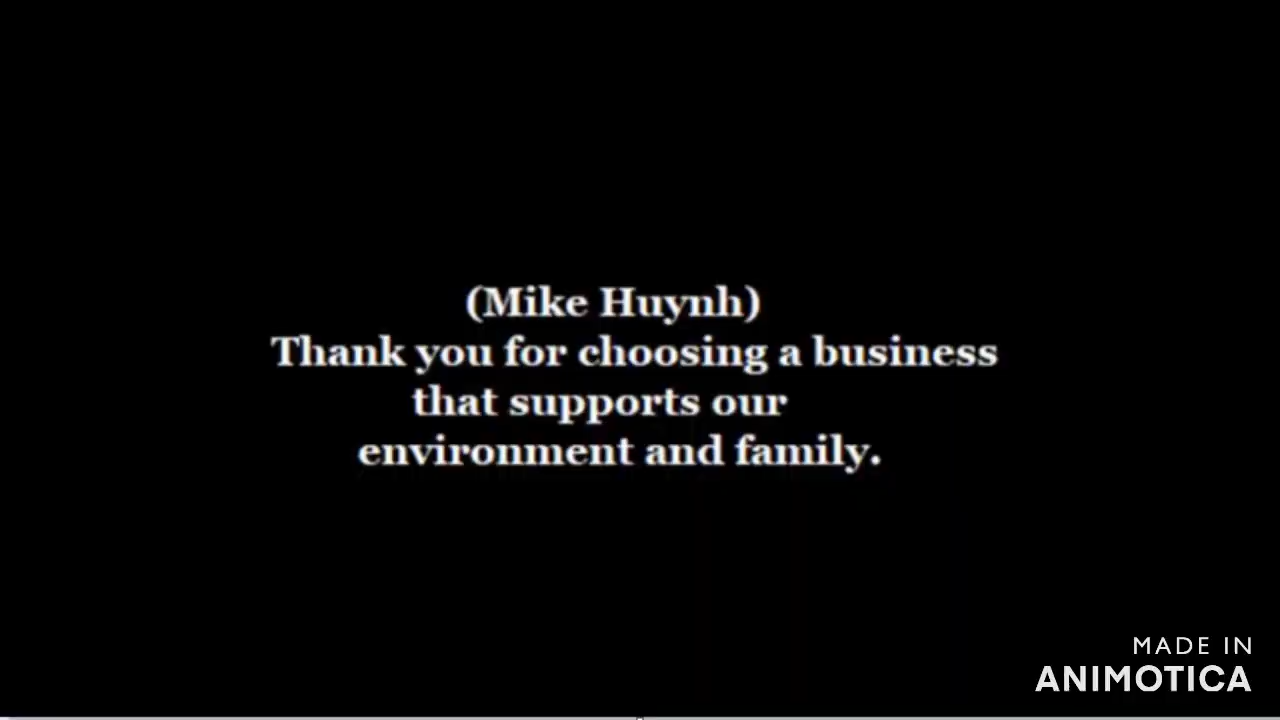 (Mike Huynh)
Thank you for choosing a business
that supports our
environment and family.
MADE IN
ANIMOTICA